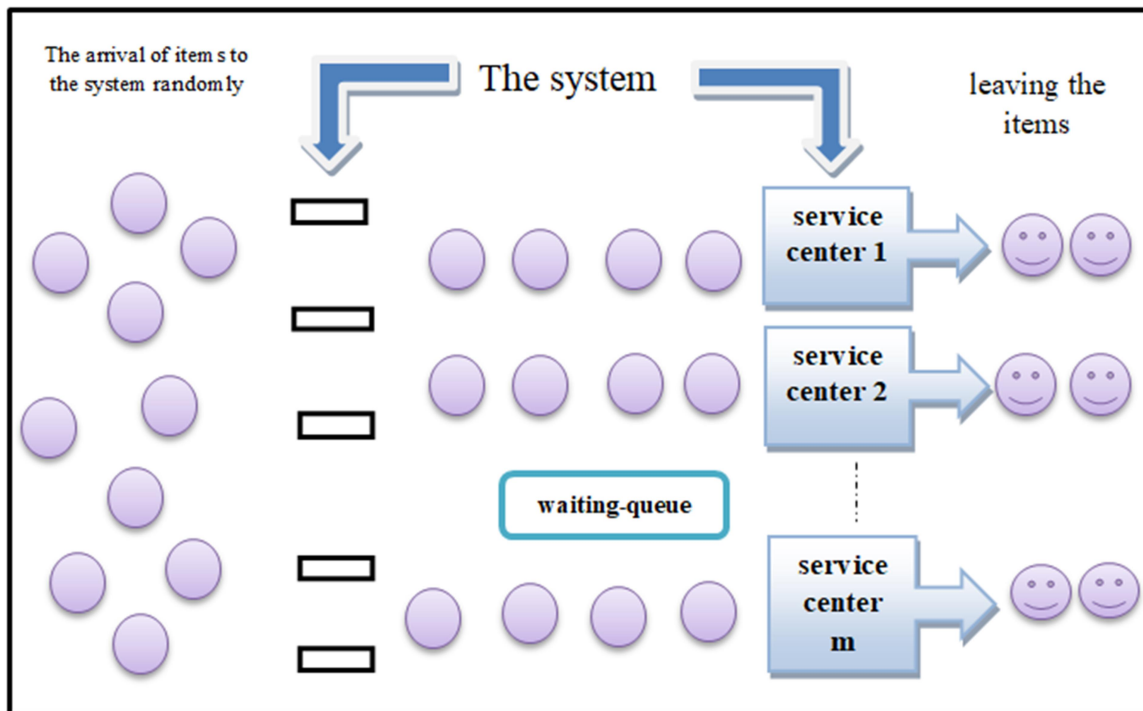 The arrival of items to
the system randomly
The system
leaving the
items
service
center 1
service
center 2
waiting-queue
service
center
m